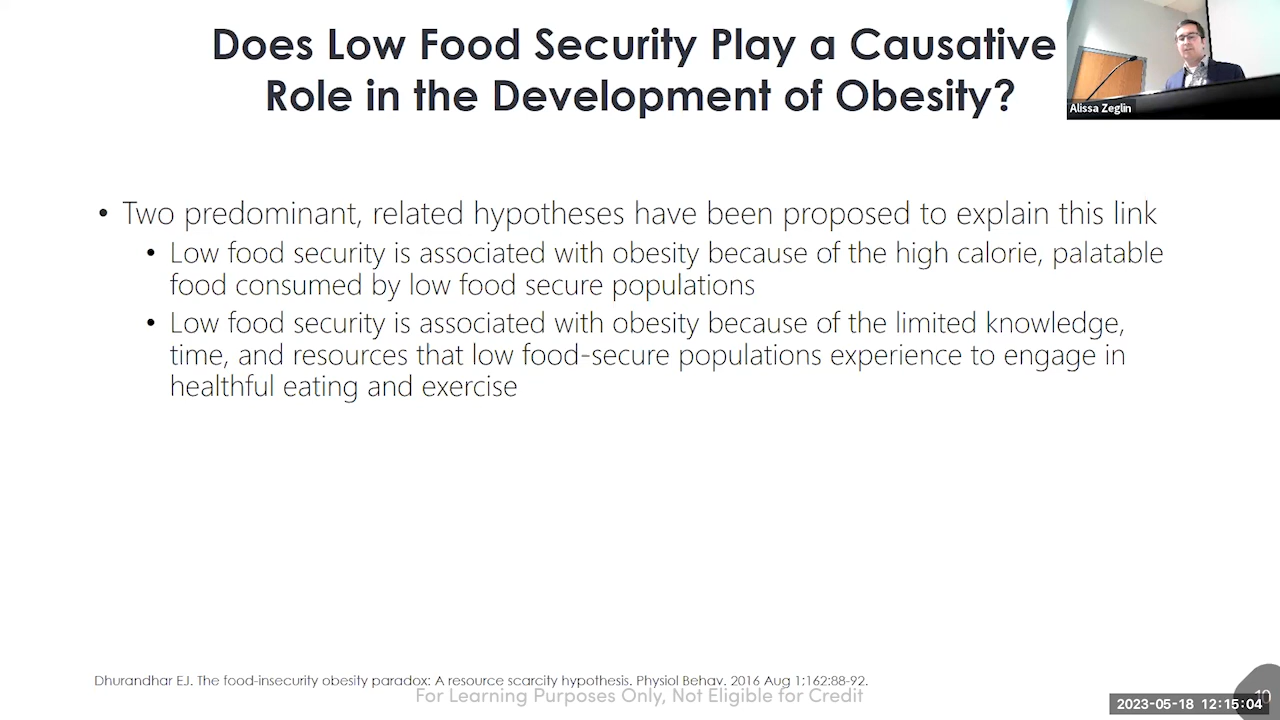 Does Low Food Security Play a Causative
Role in the Development of Obesity?
Alissa Zeglin
• Two predominant, related hypotheses have been proposed to explain this link
• Low food security is associated with obesity because of the high calorie, palatable
food consumed by low food secure populations
• Low food security is associated with obesity because of the limited knowledge,
time, and resources that low food-secure populations experience to engage in
healthful eating and exercise
Dhurandhar EJ. The food-insecurity obesity paradox: A resource scarcity hypothesis. Physiol Behav. 2016 Aug 1;162:88-92.
For Learning Purposes Only, Not Eligible for Credit
10
2023-05-18 12:15:04